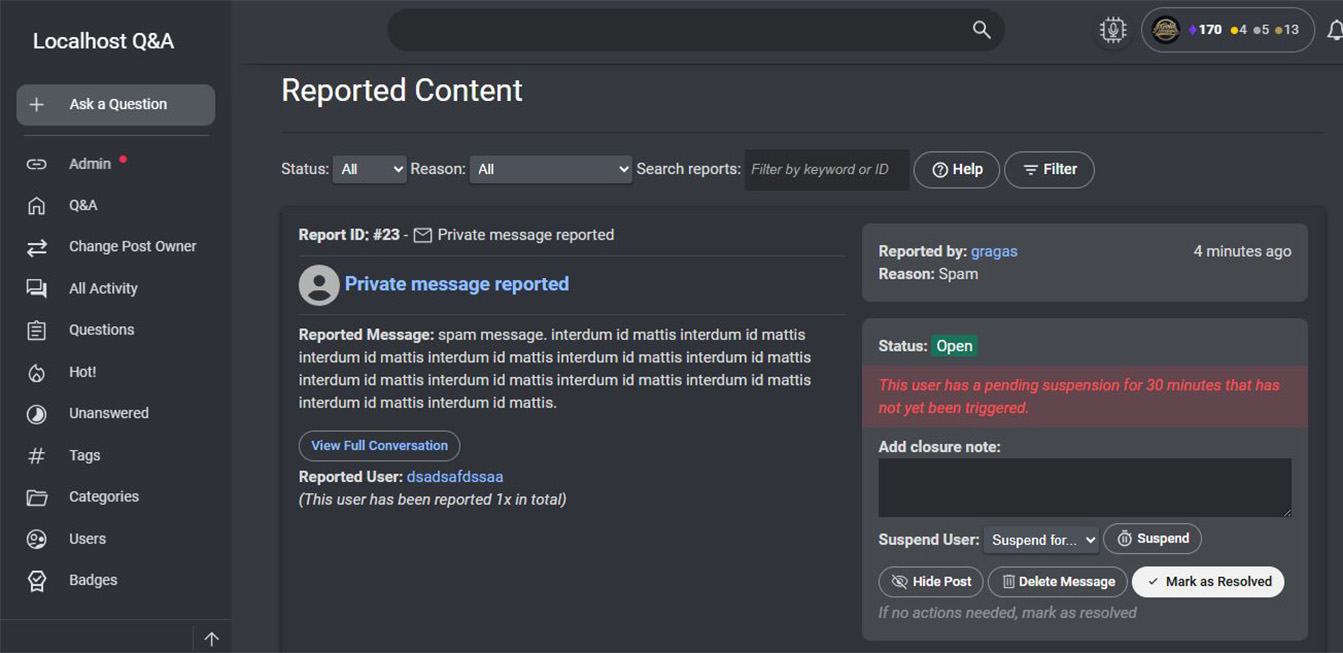 Localhost Q&A
170 4 5 13
Ask a Question
Admin
Q&A
Change Post Owner
All Activity
Questions
Hot!
Unanswered
Tags
Categories
Users
Badges
Reported Content
Status: All Reason: All Search reports: Filter by keyword or ID Help Filter
Report ID: #23 - Private message reported
Private message reported
Reported Message: spam message. interdum id mattis interdum id mattis
interdum id mattis interdum id mattis interdum id mattis interdum id mattis
interdum id mattis interdum id mattis interdum id mattis interdum id mattis
interdum id mattis interdum id mattis.
View Full Conversation
Reported User: dsadsafdssaa
(This user has been reported 1x in total)
Reported by: gragas 4 minutes ago
Reason: Spam
Status: Open
This user has a pending suspension for 30 minutes that has
not yet been triggered.
Add closure note:
Suspend User: Suspend for... Suspend
Hide Post Delete Message Mark as Resolved
If no actions needed, mark as resolved